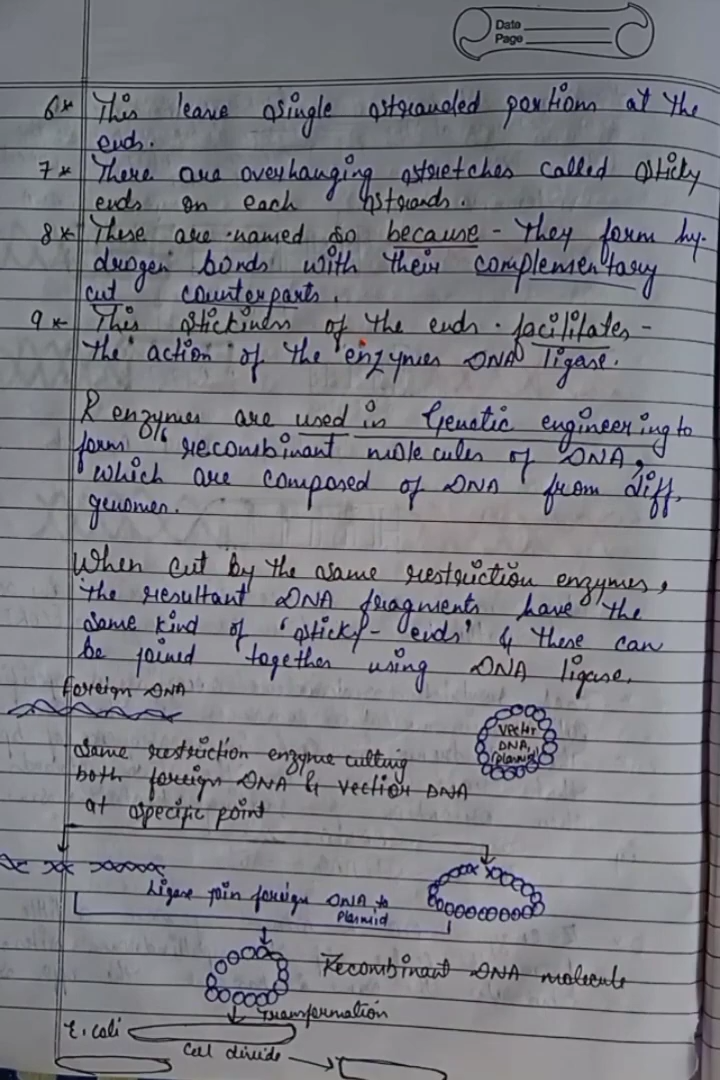 Date
Page
6* This leave single stranded portions at the
ends.
7* There are overhanging stretches called sticky
ends on each strands.
8* These are named so because - They form hy-
drogen bonds with their complementary
cut counterparts.
9* This stickiness of the ends facilitates -
the action of the enzymes DNA ligase.
R enzymes are used in Genetic engineering to
form recombinant molecules of DNA,
which are composed of DNA from diff.
genomes.
When cut by the same restriction enzymes,
the resultant DNA fragments have the
same kind of 'sticky-ends' & these can
be joined together using DNA ligase.
foreign DNA
Vector
DNA,
(plasmid)
Same restriction enzyme cutting
both foreign DNA & vector DNA
at specific point
Ligase join foreign DNA to
Plasmid
Recombinant DNA molecule
Transformation
E. coli
Cell divide